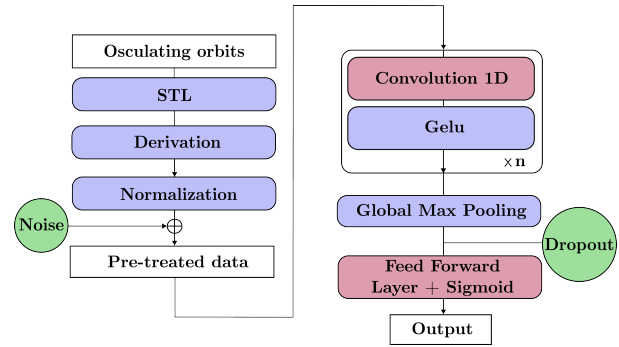 Osculating orbits
STL
Derivation
Normalization
Noise
Pre-treated data
Convolution 1D
Gelu
×n
Global Max Pooling
Dropout
Feed Forward
Layer + Sigmoid
Output